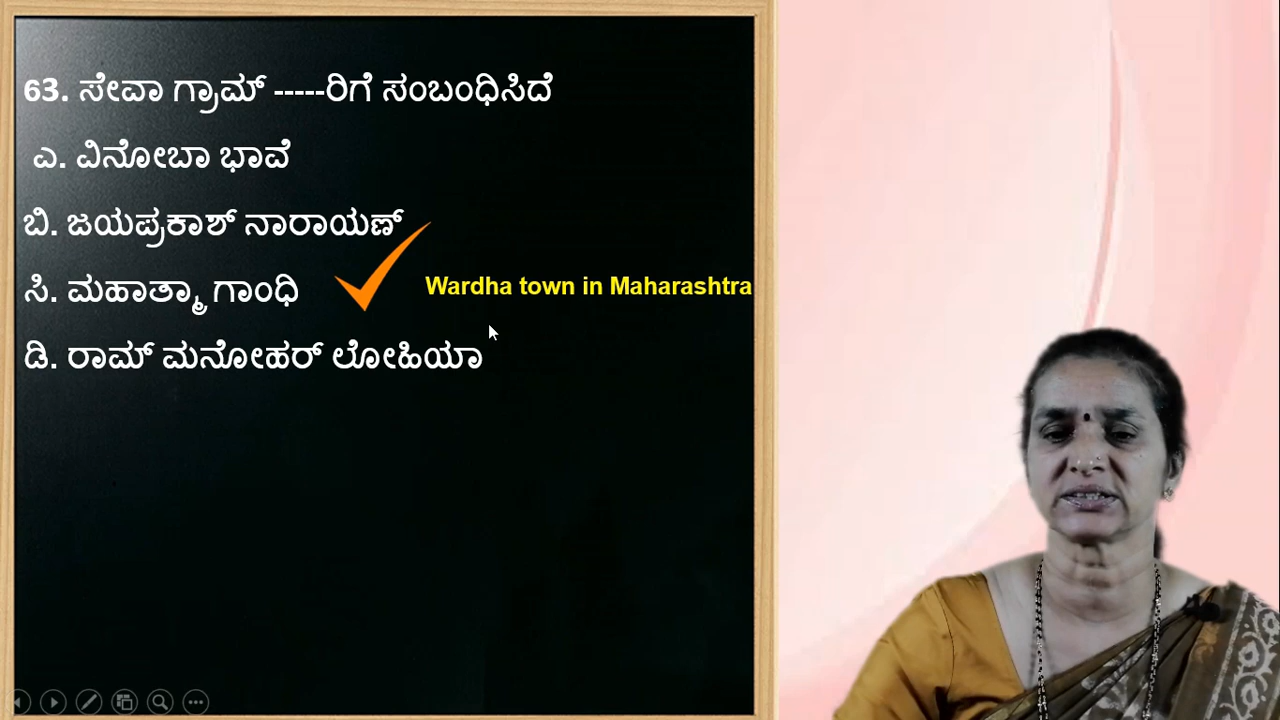 63. ಸೇವಾ ಗ್ರಾಮ್ -----ರಿಗೆ ಸಂಬಂಧಿಸಿದೆ
ಎ. ವಿನೋಬಾ ಭಾವೆ
ಬಿ. ಜಯಪ್ರಕಾಶ್ ನಾರಾಯಣ್
ಸಿ. ಮಹಾತ್ಮಾ ಗಾಂಧಿ
Wardha town in Maharashtra
ಡಿ. ರಾಮ್ ಮನೋಹರ್ ಲೋಹಿಯಾ